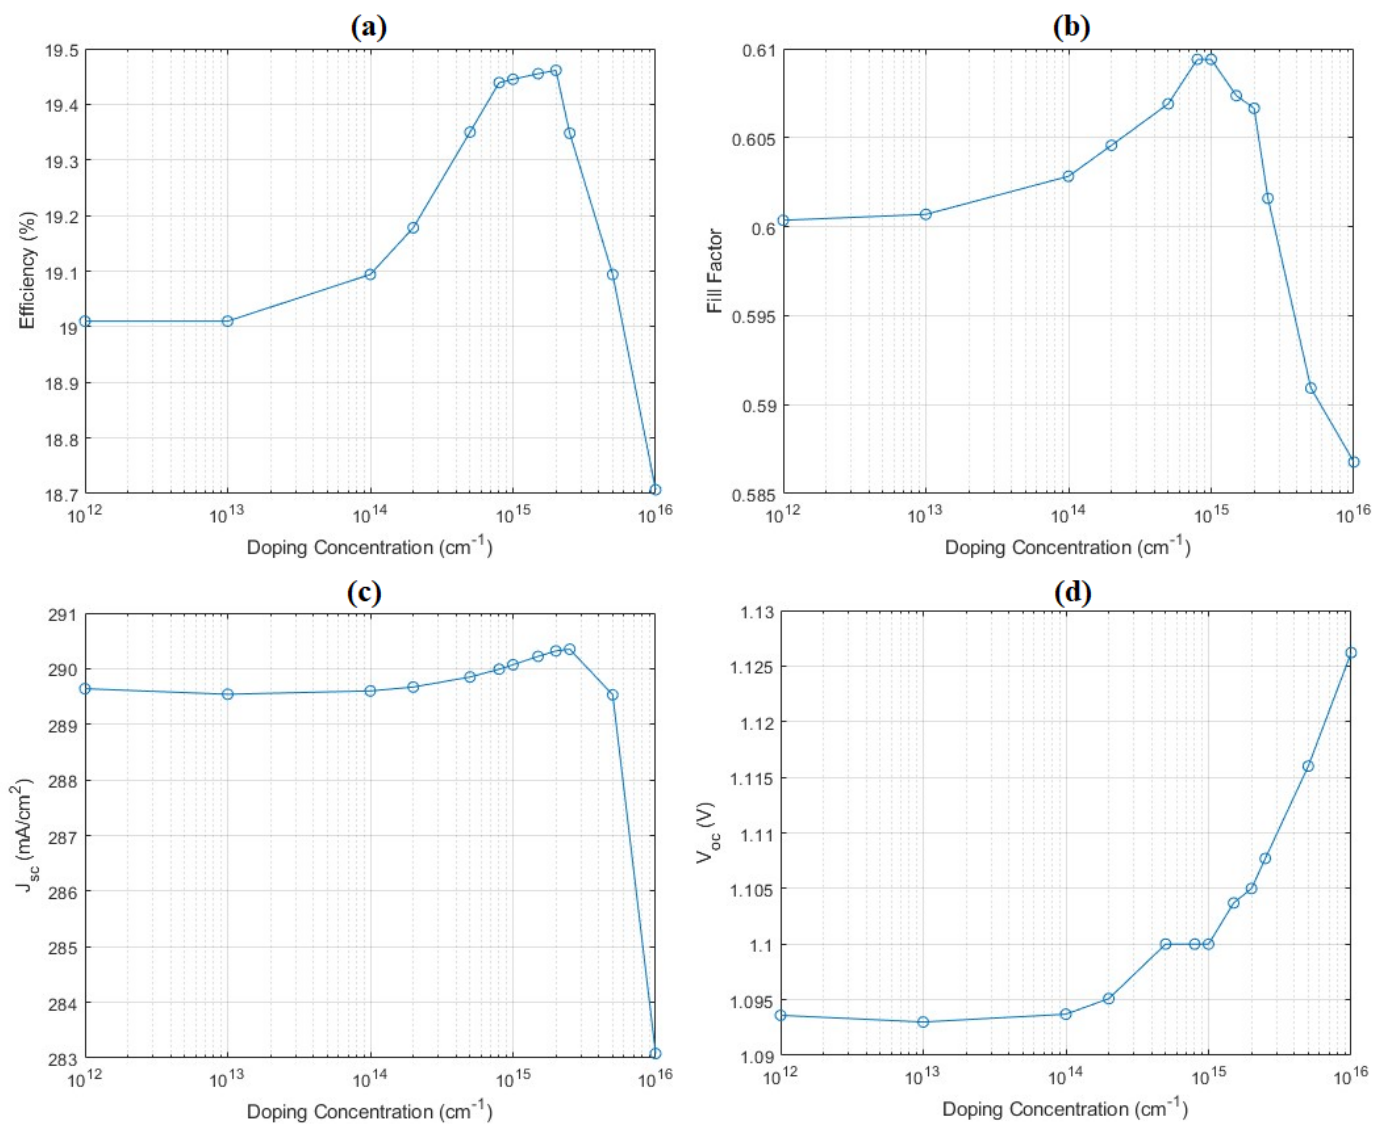 (a)
19.5
19.4
19.3
19.2
19.1
19
18.9
18.8
18.7
Efficiency (%)
10^12 10^13 10^14 10^15 10^16
Doping Concentration (cm^-1)
(b)
0.61
0.605
0.6
0.595
0.59
0.585
Fill Factor
10^12 10^13 10^14 10^15 10^16
Doping Concentration (cm^-1)
(c)
291
290
289
288
287
286
285
284
283
J_sc (mA/cm^2)
10^12 10^13 10^14 10^15 10^16
Doping Concentration (cm^-1)
(d)
1.13
1.125
1.12
1.115
1.11
1.105
1.1
1.095
1.09
V_oc (V)
10^12 10^13 10^14 10^15 10^16
Doping Concentration (cm^-1)